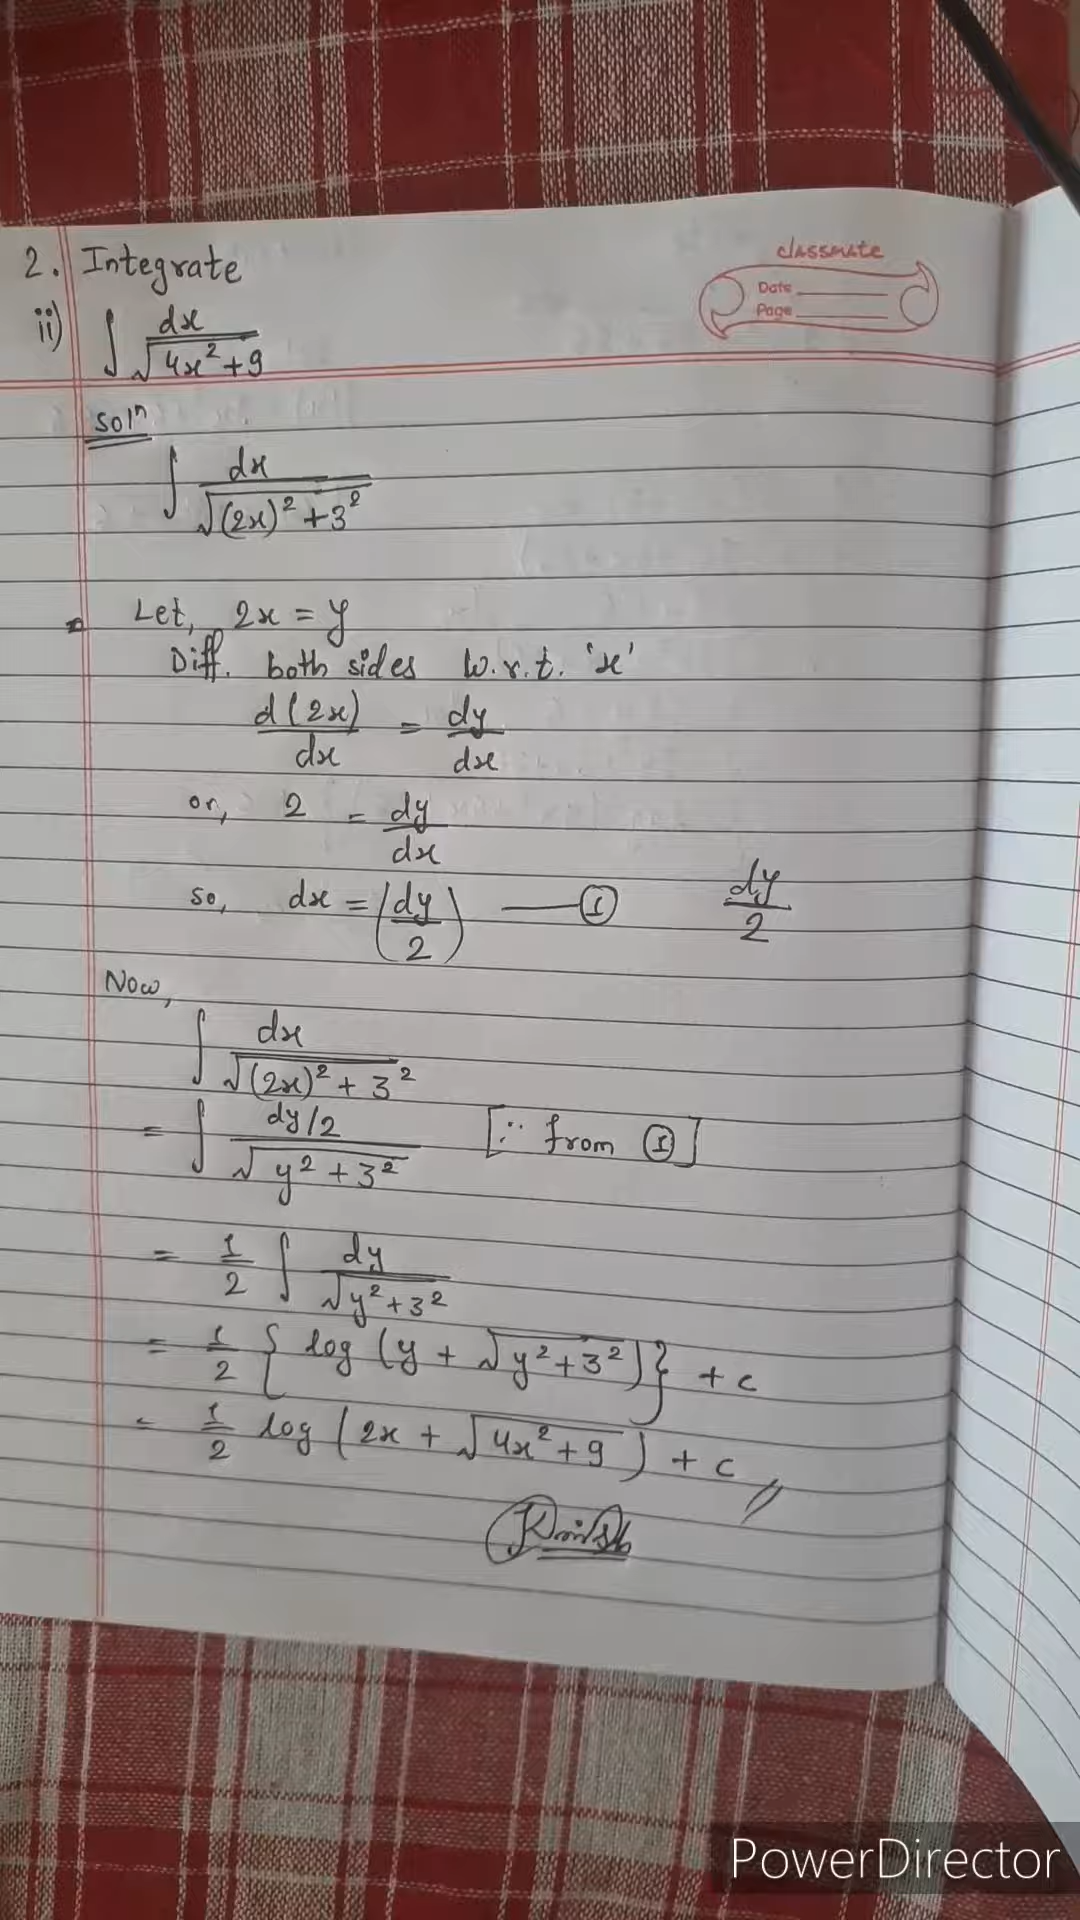 2. Integrate
classmate
Date
Page
ii) ∫ dx / √4x² + 9
Solⁿ
∫ dx / √(2x)² + 3²
Let, 2x = y
Diff. both sides w.r.t. 'x'
d(2x)/dx = dy/dx
or, 2 = dy/dx
so, dx = (dy/2) —— ① dy/2
Now,
∫ dx / √(2x)² + 3²
= ∫ dy/2 / √y² + 3² [∵ from ①]
= 1/2 ∫ dy / √y² + 3²
= 1/2 { log (y + √y² + 3²) } + c
= 1/2 log (2x + √4x² + 9) + c //
PowerDirector